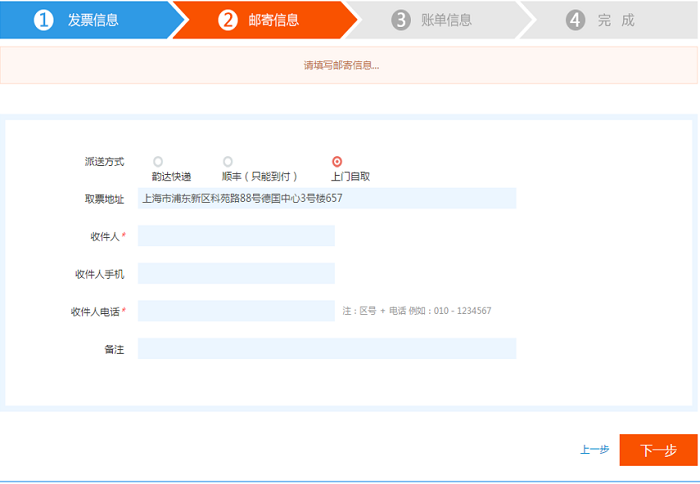 1 发票信息 2 邮寄信息 3 账单信息 4 完 成
请填写邮寄信息...
派送方式
韵达快递 顺丰（只能到付） 上门自取
取票地址 上海市浦东新区科苑路88号德国中心3号楼657
收件人*
收件人手机
收件人电话* 注：区号 + 电话 例如：010 - 1234567
备注
上一步 下一步